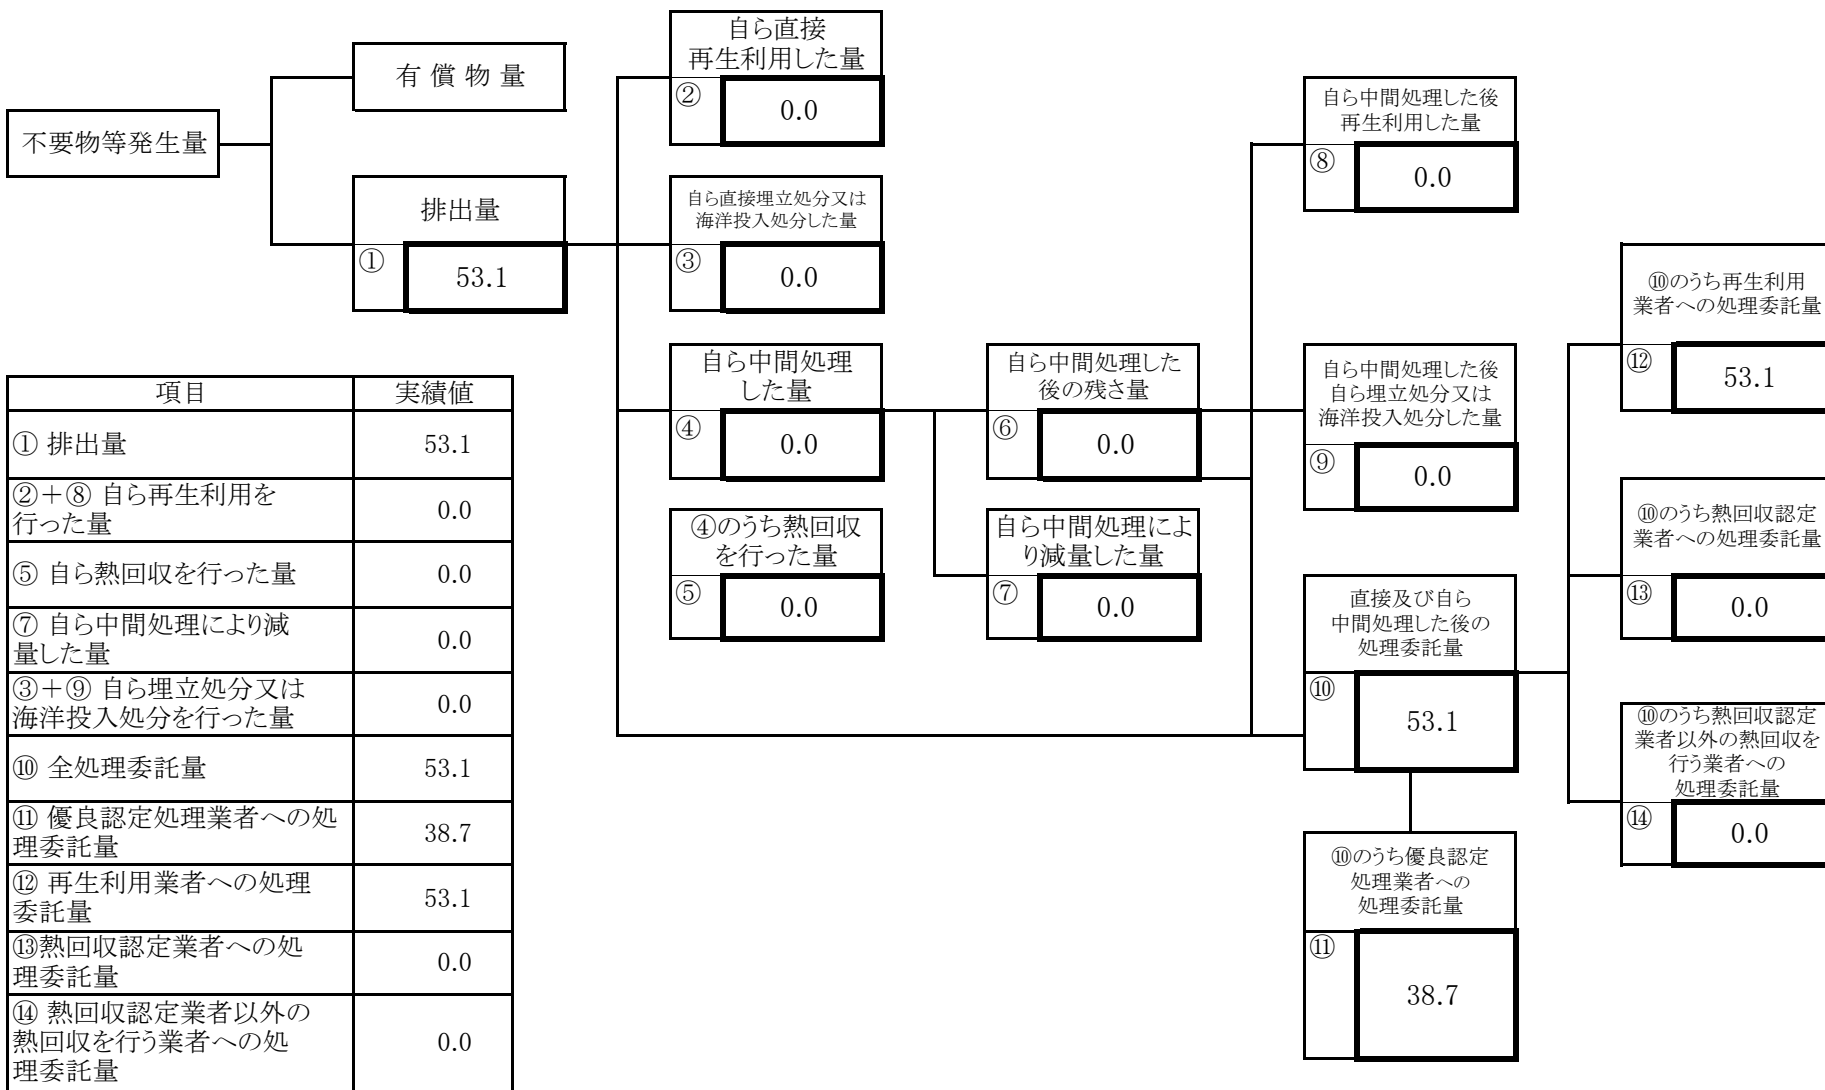 不要物等発生量
有償物量
排出量
①
53.1
自ら直接
再生利用した量
②
0.0
自ら直接埋立処分又は
海洋投入処分した量
③
0.0
自ら中間処理
した量
④
0.0
④のうち熱回収
を行った量
⑤
0.0
自ら中間処理した
後の残さ量
⑥
0.0
自ら中間処理によ
り減量した量
⑦
0.0
自ら中間処理した後
再生利用した量
⑧
0.0
自ら中間処理した後
自ら埋立処分又は
海洋投入処分した量
⑨
0.0
直接及び自ら
中間処理した後の
処理委託量
⑩
53.1
⑩のうち優良認定
処理業者への
処理委託量
⑪
38.7
⑩のうち再生利用
業者への処理委託量
⑫
53.1
⑩のうち熱回収認定
業者への処理委託量
⑬
0.0
⑩のうち熱回収認定
業者以外の熱回収を
行う業者への
処理委託量
⑭
0.0
項目 実績値
① 排出量 53.1
②＋⑧ 自ら再生利用を
行った量 0.0
⑤ 自ら熱回収を行った量 0.0
⑦ 自ら中間処理により減
量した量 0.0
③＋⑨ 自ら埋立処分又は
海洋投入処分を行った量 0.0
⑩ 全処理委託量 53.1
⑪ 優良認定処理業者への処
理委託量 38.7
⑫ 再生利用業者への処理
委託量 53.1
⑬熱回収認定業者への処
理委託量 0.0
⑭ 熱回収認定業者以外の
熱回収を行う業者への処
理委託量 0.0